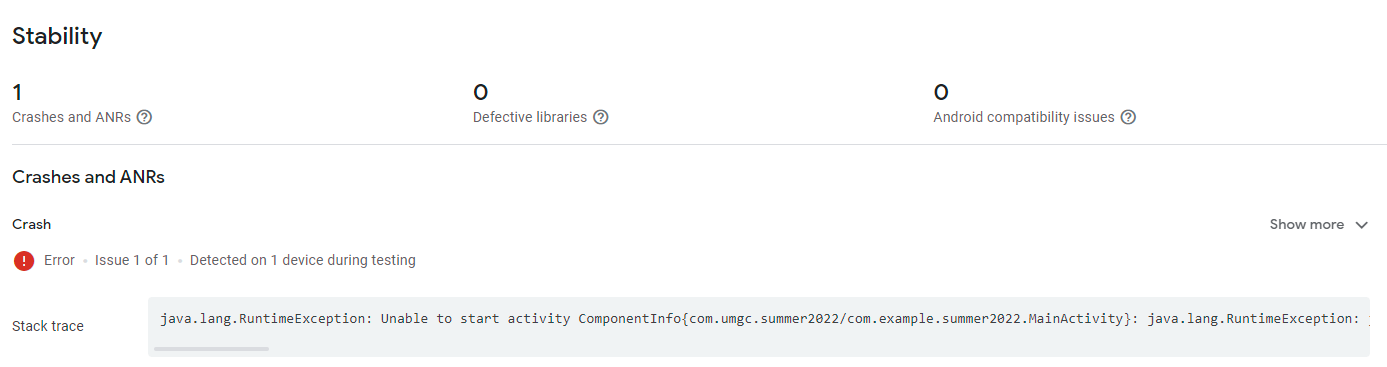 Stability
1 0 0
Crashes and ANRs Defective libraries Android compatibility issues
Crashes and ANRs
Crash Show more
Error • Issue 1 of 1 • Detected on 1 device during testing
Stack trace java.lang.RuntimeException: Unable to start activity ComponentInfo{com.umgc.summer2022/com.example.summer2022.MainActivity}: java.lang.RuntimeException: